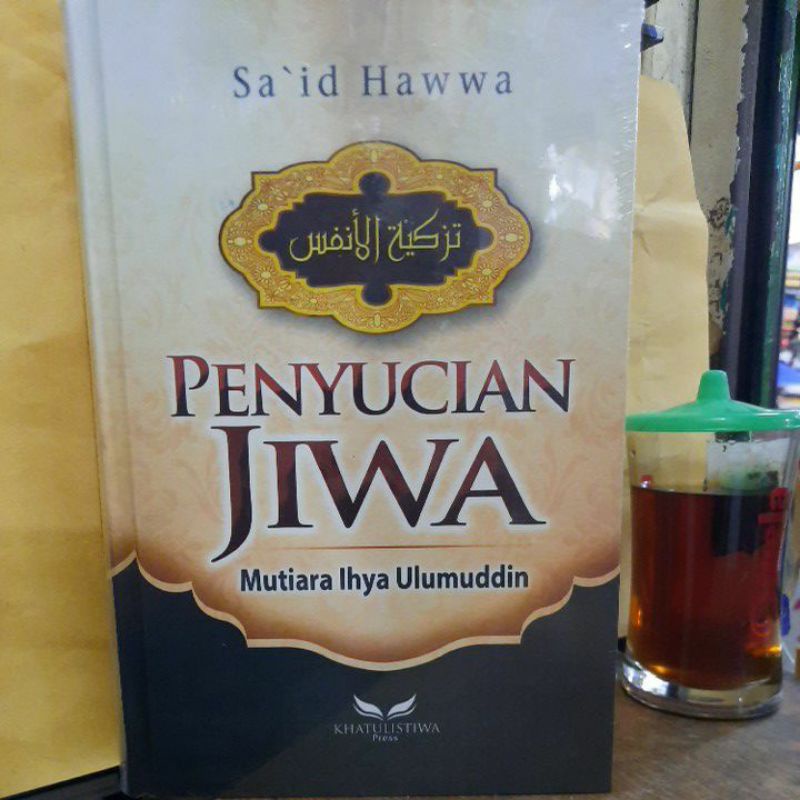 Sa`id Hawwa
تزكية الأنفس
PENYUCIAN
JIWA
Mutiara Ihya Ulumuddin
KHATULISTIWA
Press